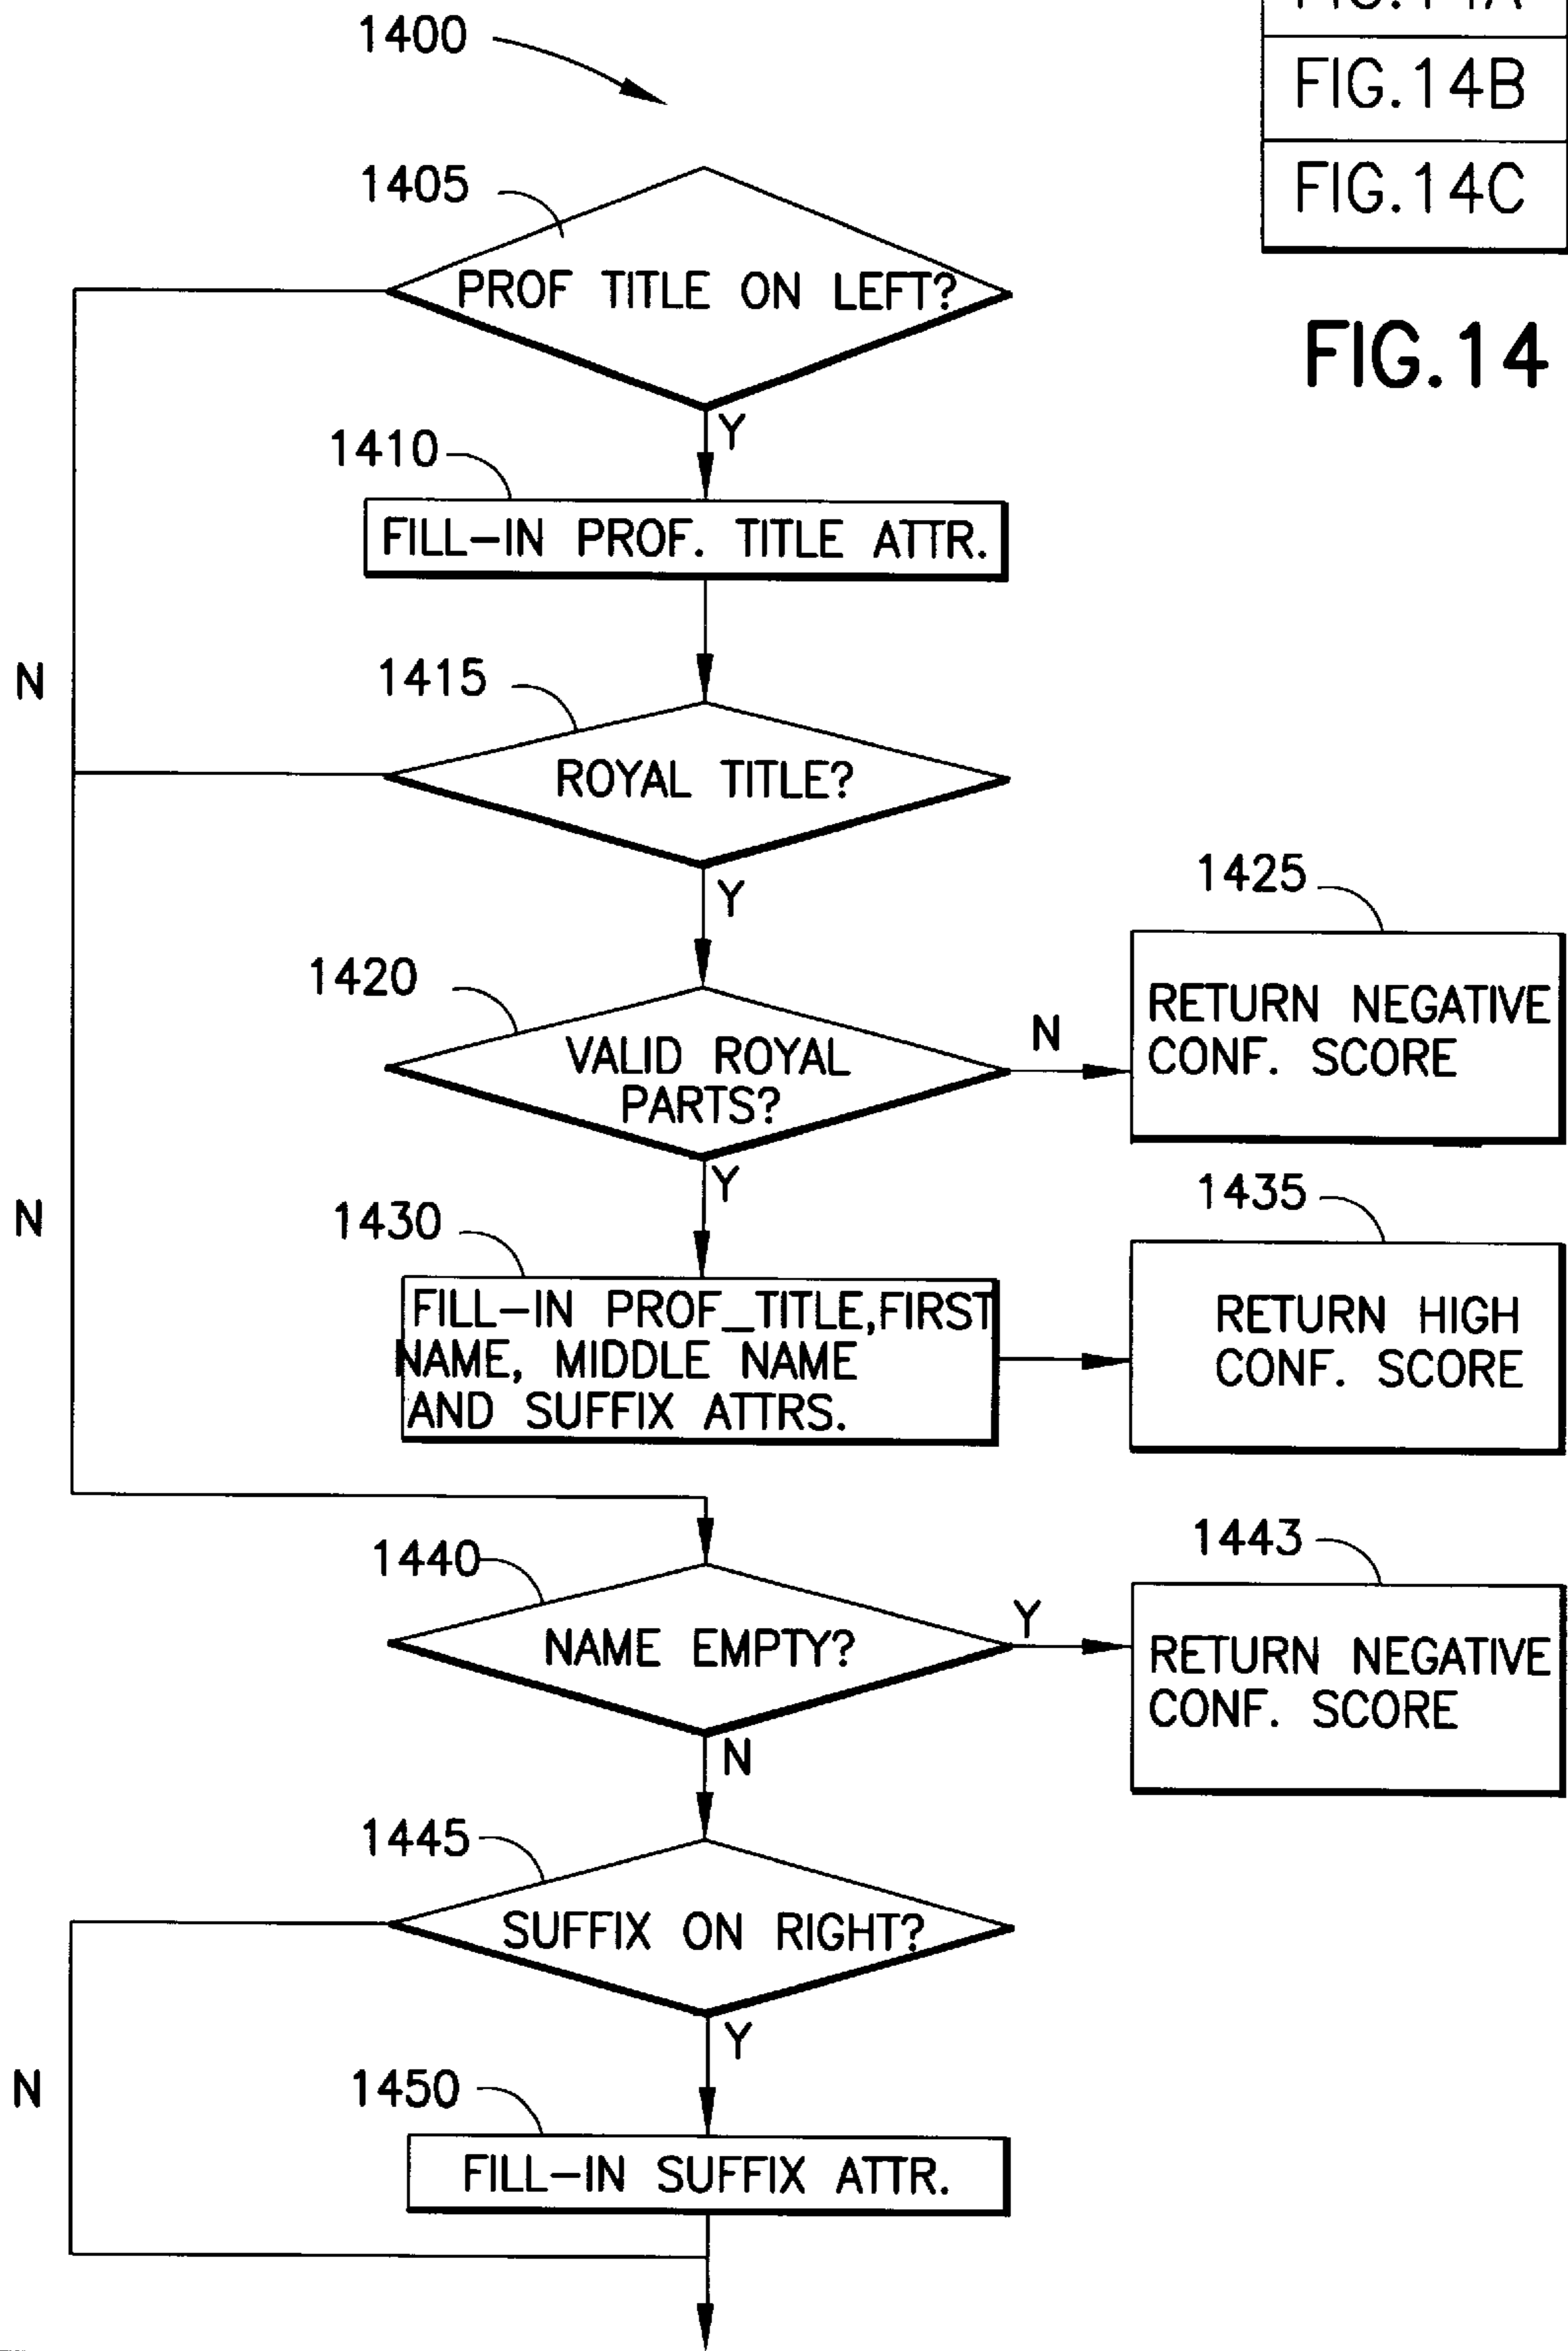 1400
FIG.14A
FIG.14B
FIG.14C
FIG.14
1405
PROF TITLE ON LEFT?
Y
1410
FILL-IN PROF. TITLE ATTR.
N
1415
ROYAL TITLE?
Y
1420
VALID ROYAL
PARTS?
N
1425
RETURN NEGATIVE
CONF. SCORE
Y
N
1430
FILL-IN PROF_TITLE,FIRST
NAME, MIDDLE NAME
AND SUFFIX ATTRS.
1435
RETURN HIGH
CONF. SCORE
1440
NAME EMPTY?
Y
1443
RETURN NEGATIVE
CONF. SCORE
N
1445
SUFFIX ON RIGHT?
Y
N
1450
FILL-IN SUFFIX ATTR.